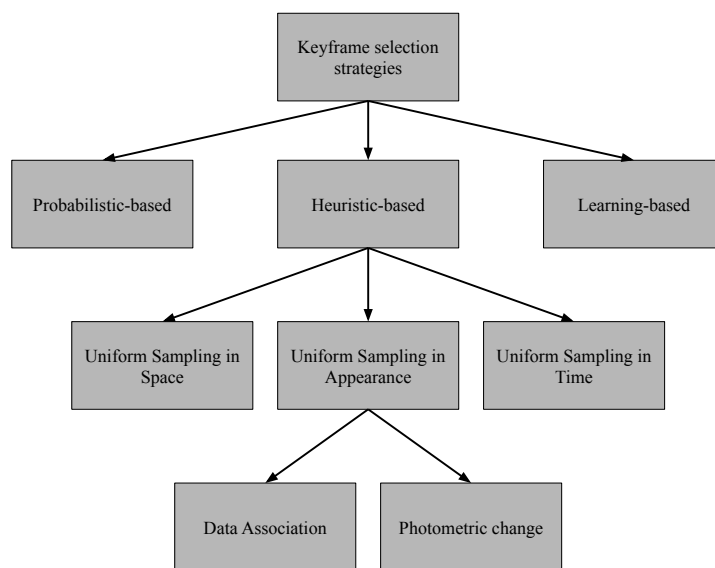 Keyframe selection
strategies
Probabilistic-based
Heuristic-based
Learning-based
Uniform Sampling in
Space
Uniform Sampling in
Appearance
Uniform Sampling in
Time
Data Association
Photometric change